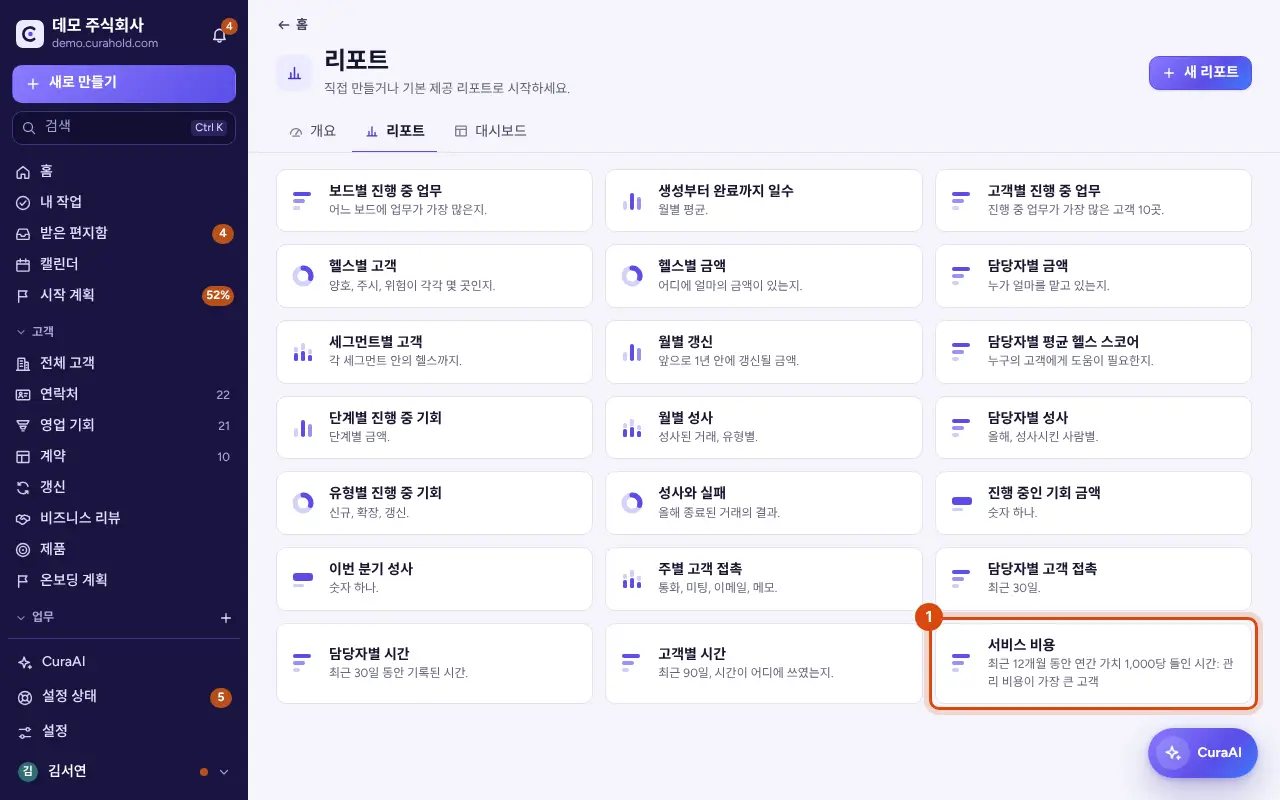 데모 주식회사
demo.curahold.com
4
+ 새로 만들기
검색
Ctrl K
홈
내 작업
받은 편지함
4
캘린더
시작 계획
52%
고객
전체 고객
연락처
22
영업 기회
21
계약
10
갱신
비즈니스 리뷰
제품
온보딩 계획
업무
+
CuraAI
설정 상태
5
설정
김
김서연
← 홈
리포트
직접 만들거나 기본 제공 리포트로 시작하세요.
+ 새 리포트
개요
리포트
대시보드
보드별 진행 중 업무
어느 보드에 업무가 가장 많은지.
생성부터 완료까지 일수
월별 평균.
고객별 진행 중 업무
진행 중 업무가 가장 많은 고객 10곳.
헬스별 고객
양호, 주시, 위험이 각각 몇 곳인지.
헬스별 금액
어디에 얼마의 금액이 있는지.
담당자별 금액
누가 얼마를 맡고 있는지.
세그먼트별 고객
각 세그먼트 안의 헬스까지.
월별 갱신
앞으로 1년 안에 갱신될 금액.
담당자별 평균 헬스 스코어
누구의 고객에게 도움이 필요한지.
단계별 진행 중 기회
단계별 금액.
월별 성사
성사된 거래, 유형별.
담당자별 성사
올해, 성사시킨 사람별.
유형별 진행 중 기회
신규, 확장, 갱신.
성사와 실패
올해 종료된 거래의 결과.
진행 중인 기회 금액
숫자 하나.
이번 분기 성사
숫자 하나.
주별 고객 접촉
통화, 미팅, 이메일, 메모.
담당자별 고객 접촉
최근 30일.
담당자별 시간
최근 30일 동안 기록된 시간.
고객별 시간
최근 90일, 시간이 어디에 쓰였는지.
1
서비스 비용
최근 12개월 동안 연간 가치 1,000당 들인 시간: 관
리 비용이 가장 큰 고객
CuraAI